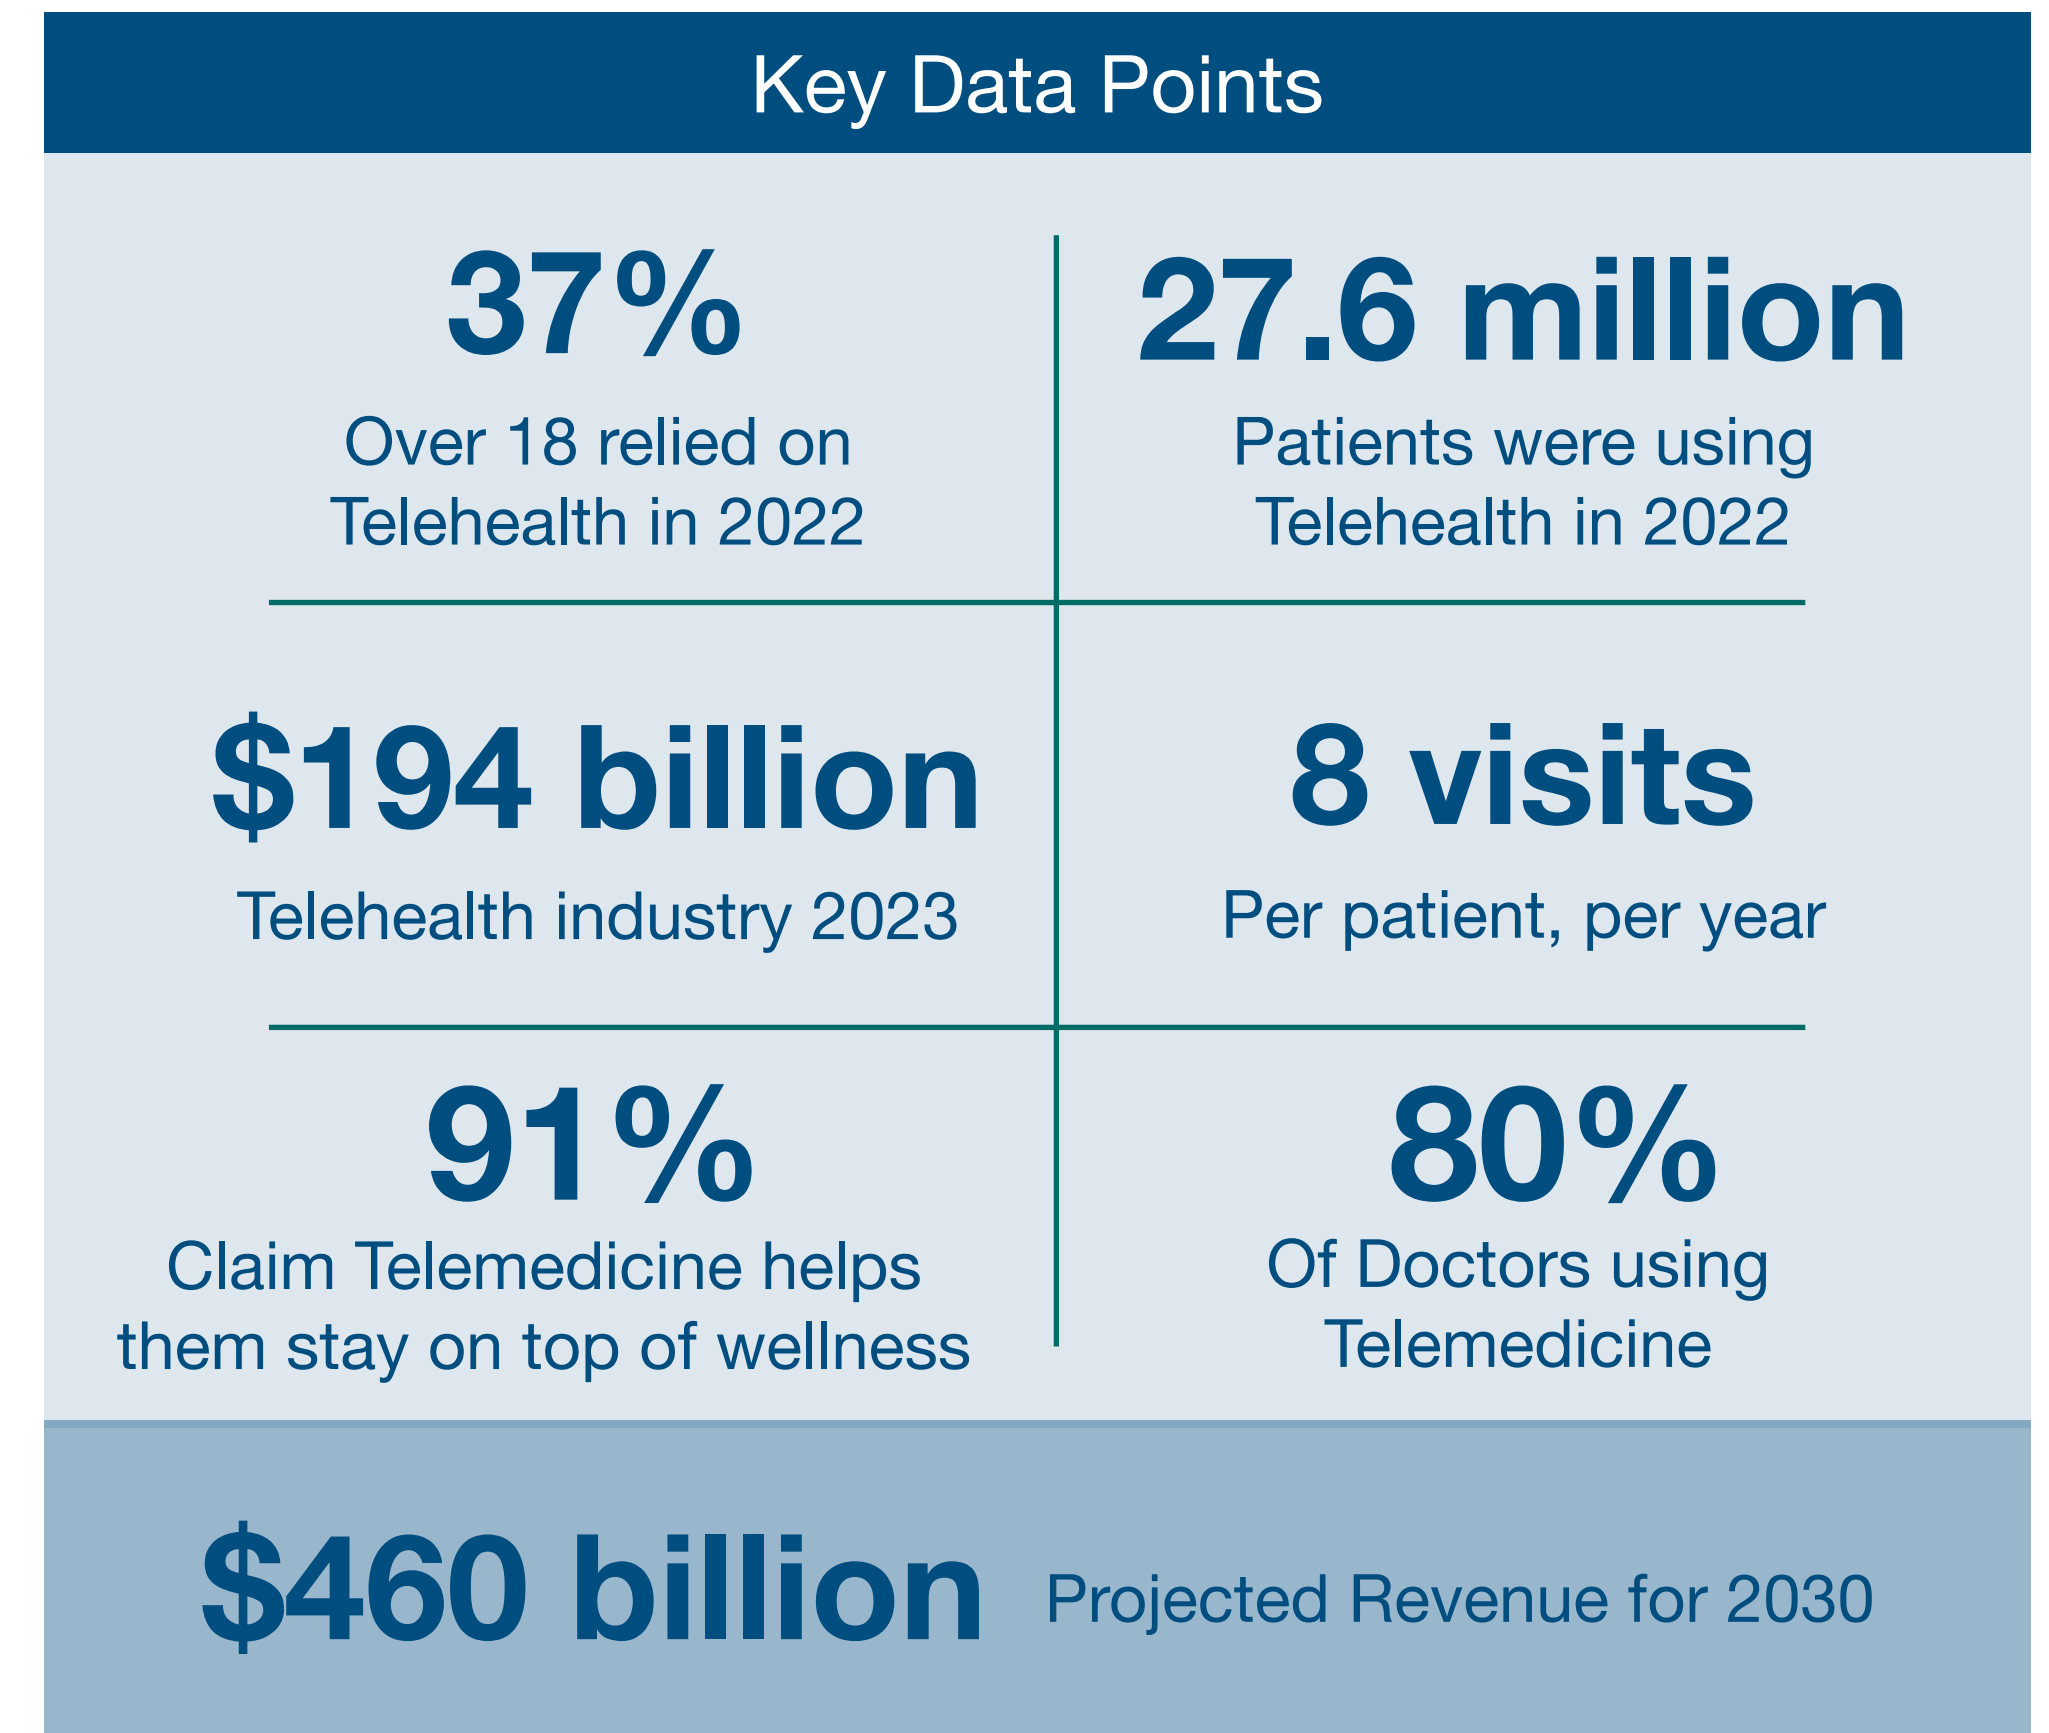 Key Data Points
37%
Over 18 relied on
Telehealth in 2022
27.6 million
Patients were using
Telehealth in 2022
$194 billion
Telehealth industry 2023
8 visits
Per patient, per year
91%
Claim Telemedicine helps
them stay on top of wellness
80%
Of Doctors using
Telemedicine
$460 billion Projected Revenue for 2030